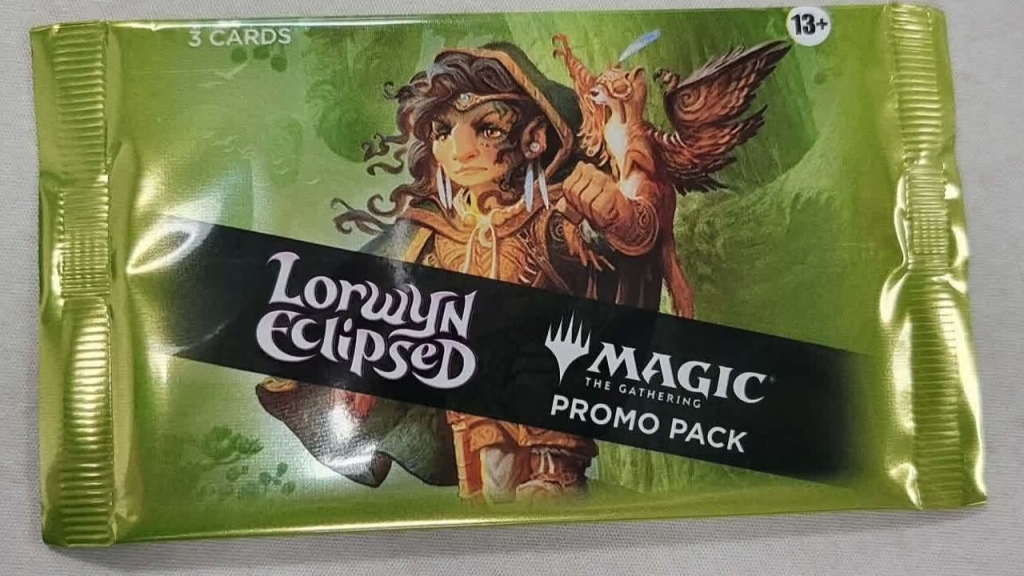 3 CARDS
13+
Lorwyn
Eclipsed
MAGIC
THE GATHERING
PROMO PACK